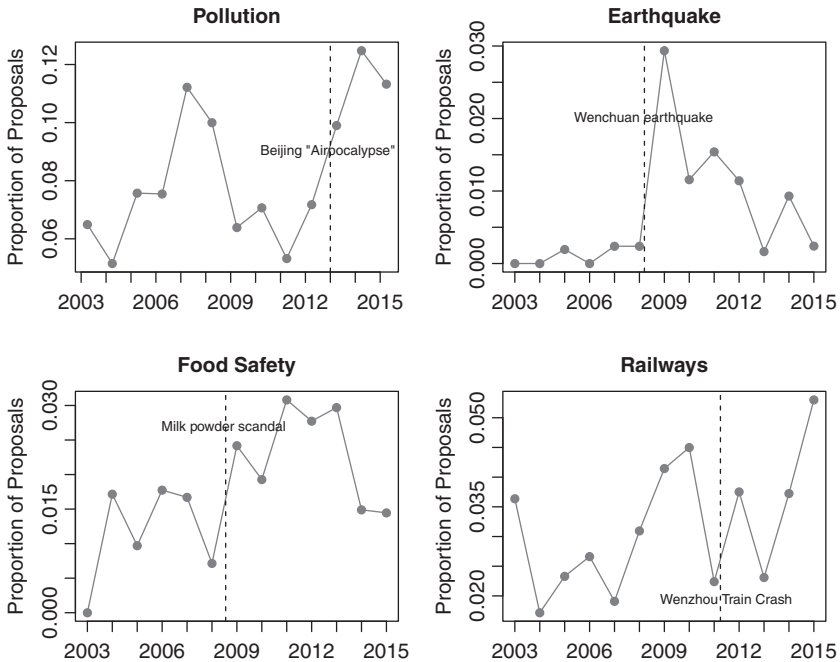 Pollution
Proportion of Proposals
0.12
0.10
0.08
0.06
Beijing "Airpocalypse"
2003 2006 2009 2012 2015
Earthquake
Proportion of Proposals
0.030
0.020
0.010
0.000
Wenchuan earthquake
2003 2006 2009 2012 2015
Food Safety
Proportion of Proposals
0.030
0.015
0.000
Milk powder scandal
2003 2006 2009 2012 2015
Railways
Proportion of Proposals
0.050
0.035
0.020
Wenzhou Train Crash
2003 2006 2009 2012 2015